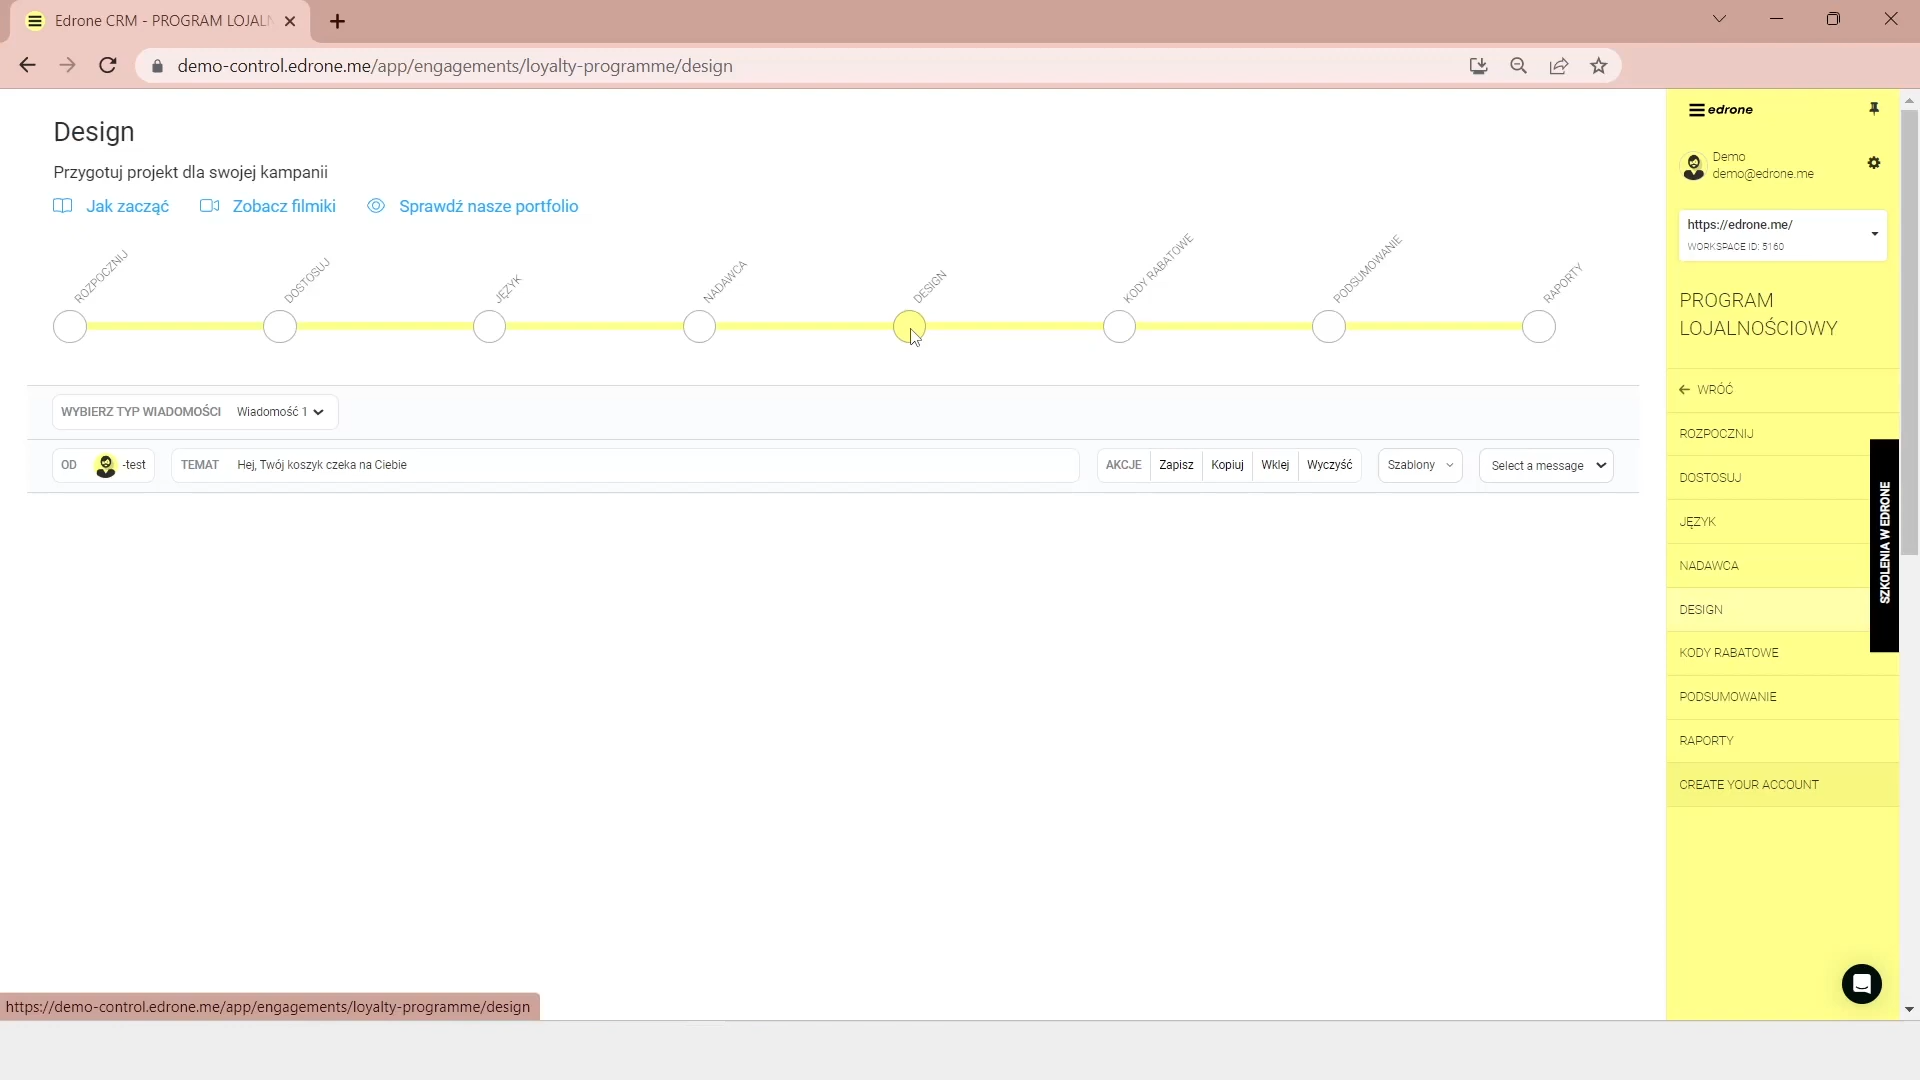 Edrone CRM - PROGRAM LOJALN
demo-control.edrone.me/app/engagements/loyalty-programme/design
Design
Przygotuj projekt dla swojej kampanii
Jak zacząć
Zobacz filmiki
Sprawdź nasze portfolio
ROZPOCZNIJ
DOSTOSUJ
JĘZYK
NADAWCA
DESIGN
KODY RABATOWE
PODSUMOWANIE
RAPORTY
WYBIERZ TYP WIADOMOŚCI Wiadomość 1
OD -test TEMAT Hej, Twój koszyk czeka na Ciebie AKCJE Zapisz Kopiuj Wklej Wyczyść Szablony Select a message
edrone
Demo
demo@edrone.me
https://edrone.me/
WORKSPACE ID: 5160
PROGRAM
LOJALNOŚCIOWY
WRÓĆ
ROZPOCZNIJ
DOSTOSUJ
JĘZYK
NADAWCA
DESIGN
KODY RABATOWE
PODSUMOWANIE
RAPORTY
CREATE YOUR ACCOUNT
SZKOLENIA W EDRONE
https://demo-control.edrone.me/app/engagements/loyalty-programme/design